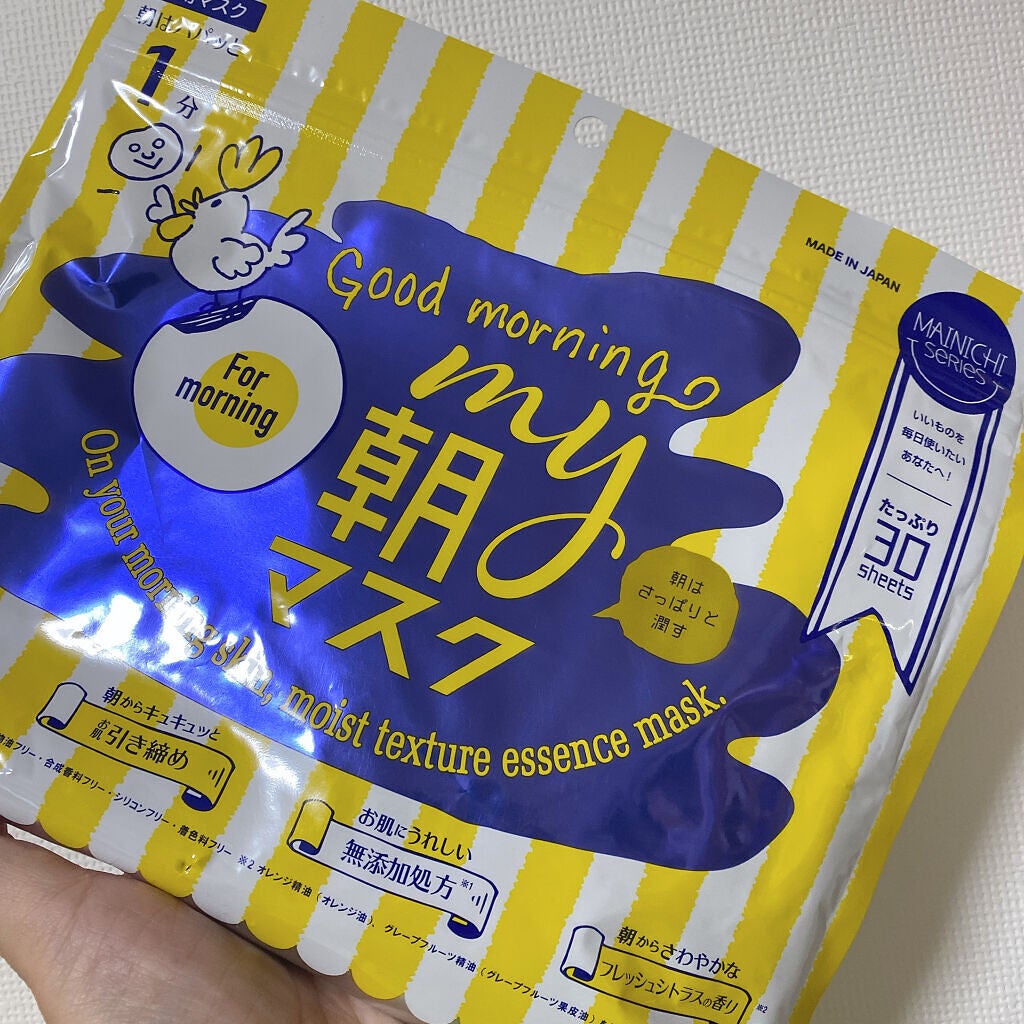 マスク
朝はパパッと
1分
Good morning
my
朝
マスク
For
morning
On your morning skin, moist texture essence mask.
朝は
さっぱりと
潤す
MADE IN JAPAN
MAINICHI
SERIES
いいものを
毎日使いたい
あなたへ!
たっぷり
30
sheets
朝からキュキュッと
お肌引き締め
お肌にうれしい
無添加処方※1
朝からさわやかな
フレッシュシトラスの香り※2
油フリー・合成香料フリー・シリコンフリー・着色料フリー ※2 オレンジ精油(オレンジ油)、グレープフルーツ精油(グレープフルーツ果皮油)